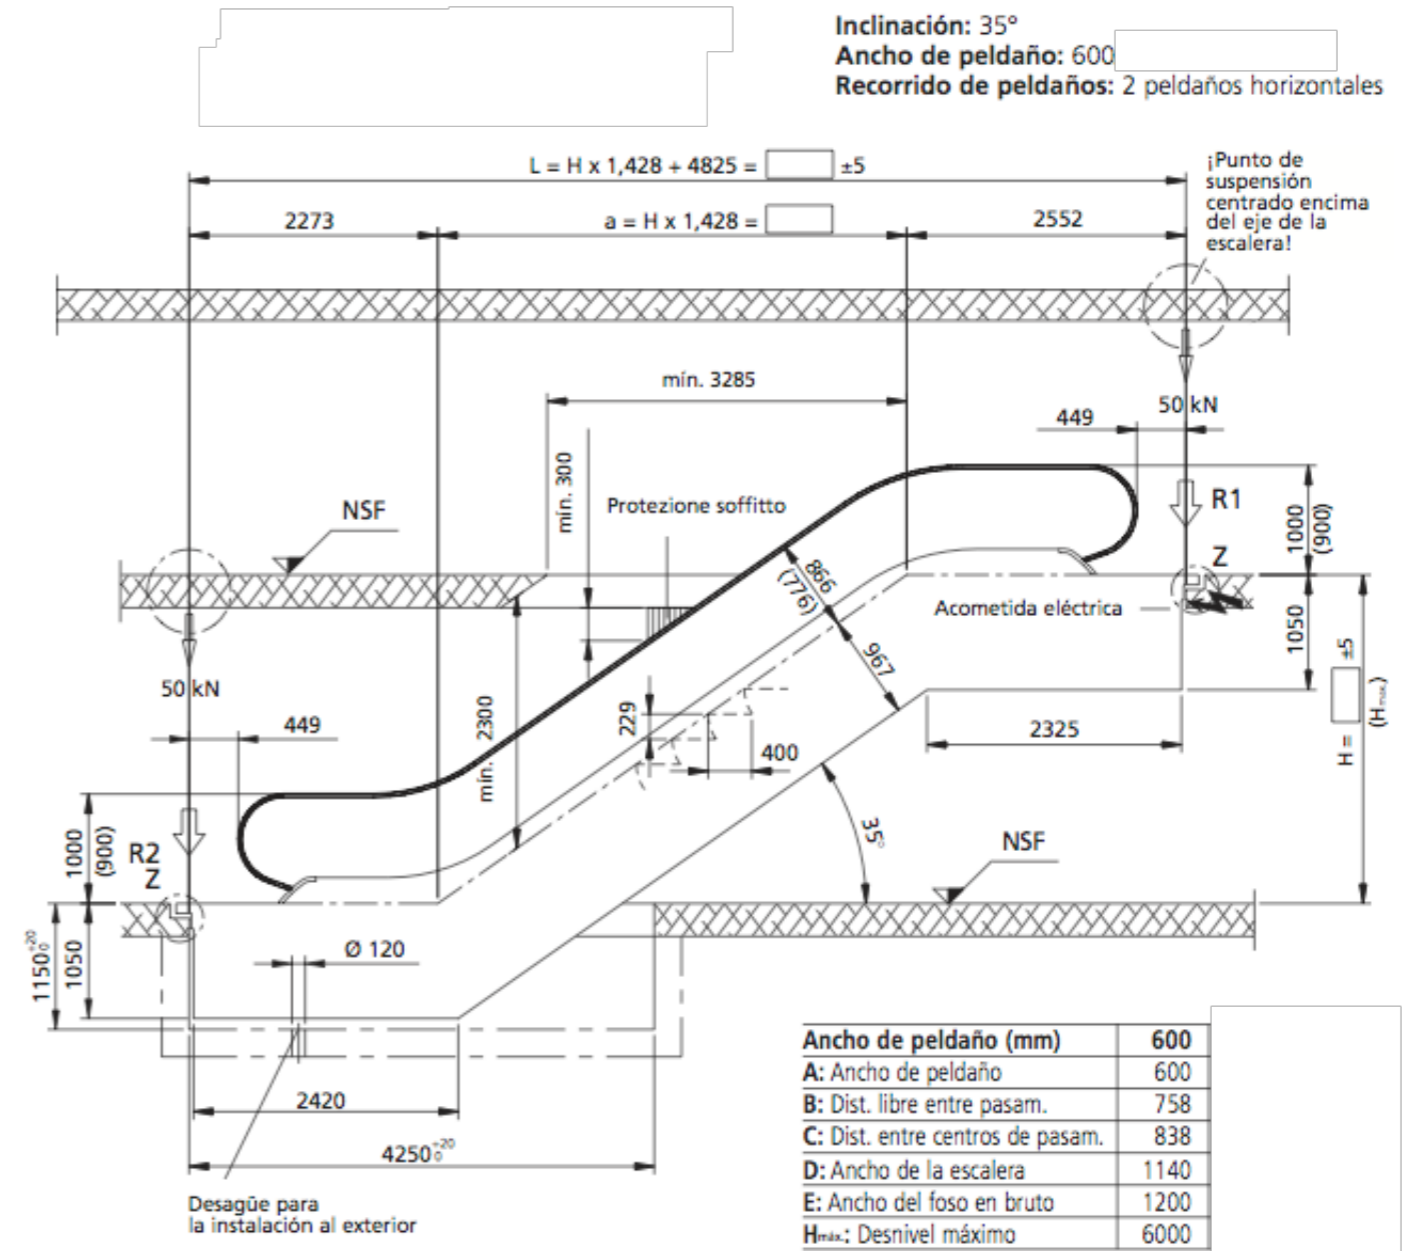 Inclinación: 35°
Ancho de peldaño: 600
Recorrido de peldaños: 2 peldaños horizontales
L = H x 1,428 + 4825 = ±5
¡Punto de
suspensión
centrado encima
del eje de la
escalera!
2273
a = H x 1,428 =
2552
mín. 3285
50 kN
449
mín. 300
Protezione soffitto
NSF
R1
1000
(900)
Z
866
(776)
Acometida eléctrica
1050
967
50 kN
449
mín. 2300
229
400
2325
H = ±5
(Hmáx.)
35°
NSF
1000
(900)
R2
Z
Ø 120
1150 +20 0
1050
2420
4250 +20 0
Desagüe para
la instalación al exterior
Ancho de peldaño (mm) 600
A: Ancho de peldaño 600
B: Dist. libre entre pasam. 758
C: Dist. entre centros de pasam. 838
D: Ancho de la escalera 1140
E: Ancho del foso en bruto 1200
Hmáx.: Desnivel máximo 6000